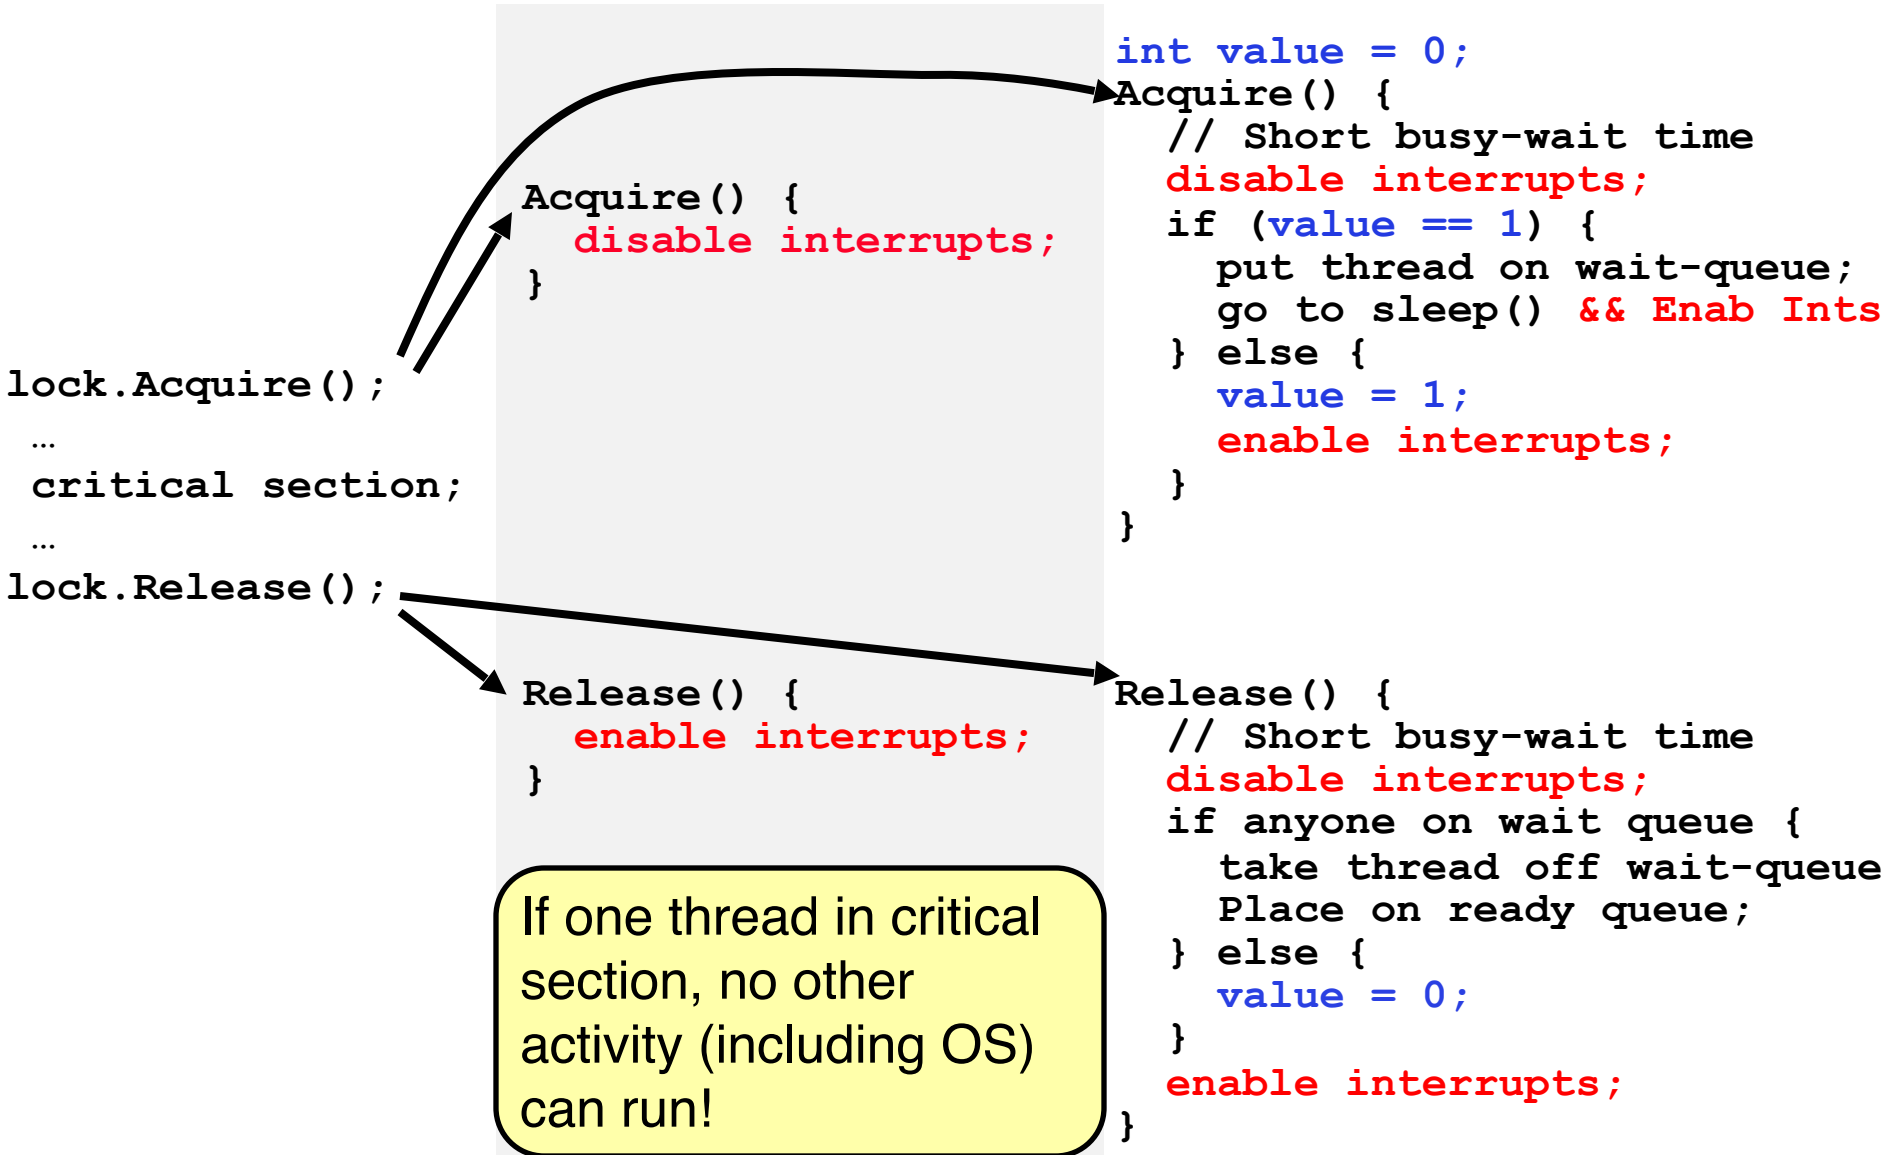 lock.Acquire();
…
critical section;
…
lock.Release();
Acquire() {
disable interrupts;
}
Release() {
enable interrupts;
}
If one thread in critical
section, no other
activity (including OS)
can run!
int value = 0;
Acquire() {
// Short busy-wait time
disable interrupts;
if (value == 1) {
put thread on wait-queue;
go to sleep() && Enab Ints
} else {
value = 1;
enable interrupts;
}
}
Release() {
// Short busy-wait time
disable interrupts;
if anyone on wait queue {
take thread off wait-queue
Place on ready queue;
} else {
value = 0;
}
enable interrupts;
}